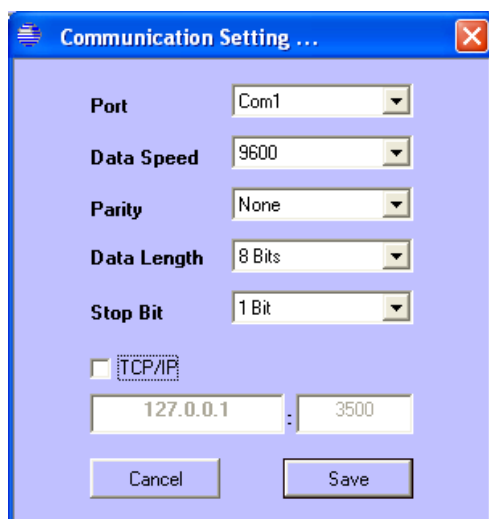 Communication Setting ...
Port Com1
Data Speed 9600
Parity None
Data Length 8 Bits
Stop Bit 1 Bit
TCP/IP
127.0.0.1 : 3500
Cancel Save